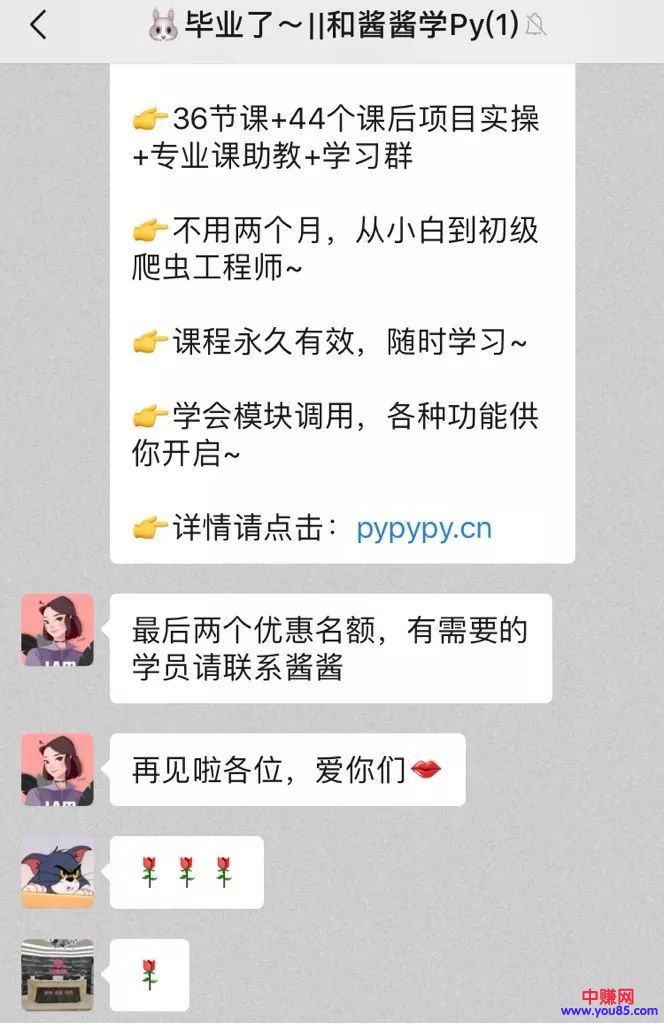 🐰毕业了～||和酱酱学Py(1)
👉36节课+44个课后项目实操
+专业课助教+学习群
👉不用两个月，从小白到初级
爬虫工程师~
👉课程永久有效，随时学习~
👉学会模块调用，各种功能供
你开启~
👉详情请点击：pypypy.cn
最后两个优惠名额，有需要的
学员请联系酱酱
再见啦各位，爱你们💋
🌹🌹🌹
🌹
中赚网
www.you85.com